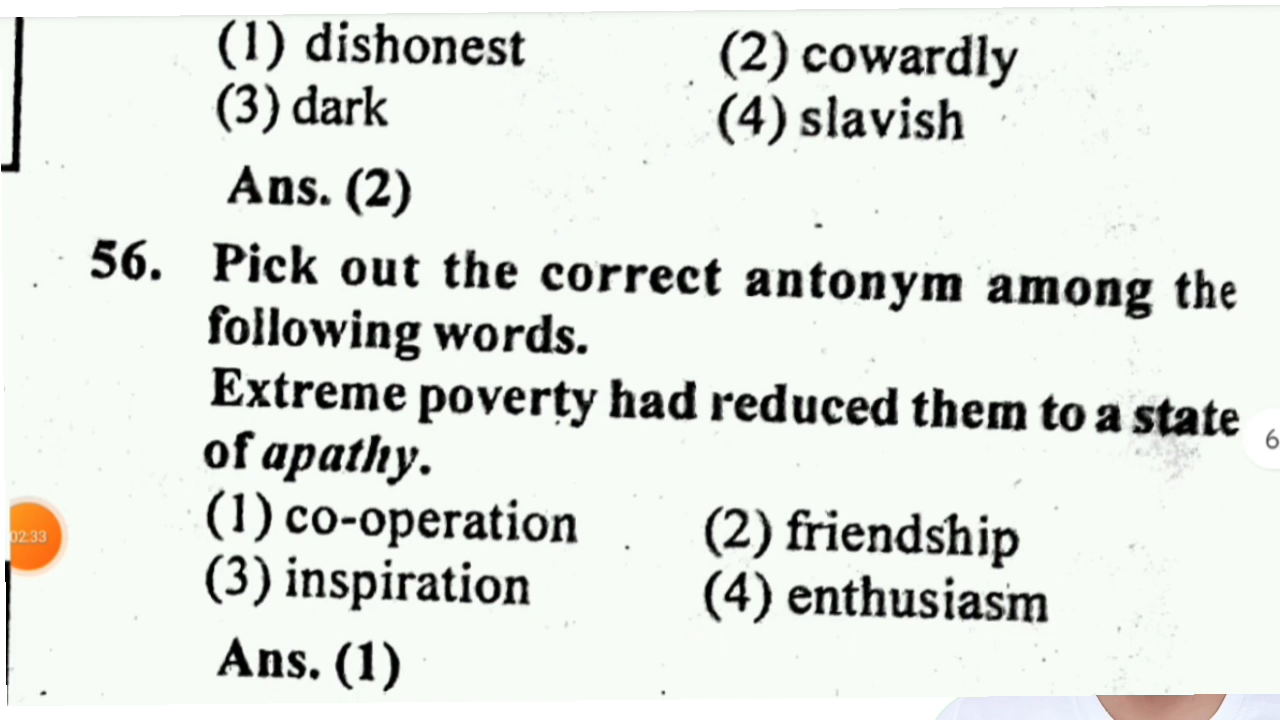 (1) dishonest (2) cowardly
(3) dark (4) slavish
Ans. (2)
56. Pick out the correct antonym among the
following words.
Extreme poverty had reduced them to a state
of apathy.
6
(1) co-operation (2) friendship
02:33
(3) inspiration (4) enthusiasm
Ans. (1)